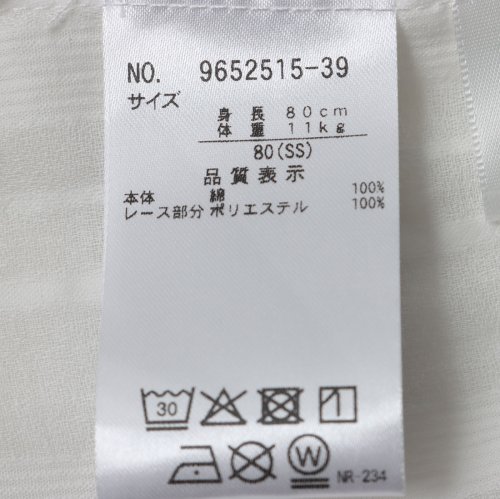 NO. 9652515-39
サイズ
身長 80cm
体重 11kg
80(SS)
品質表示
本体 綿 100%
レース部分 ポリエステル 100%
30
W
NR-234